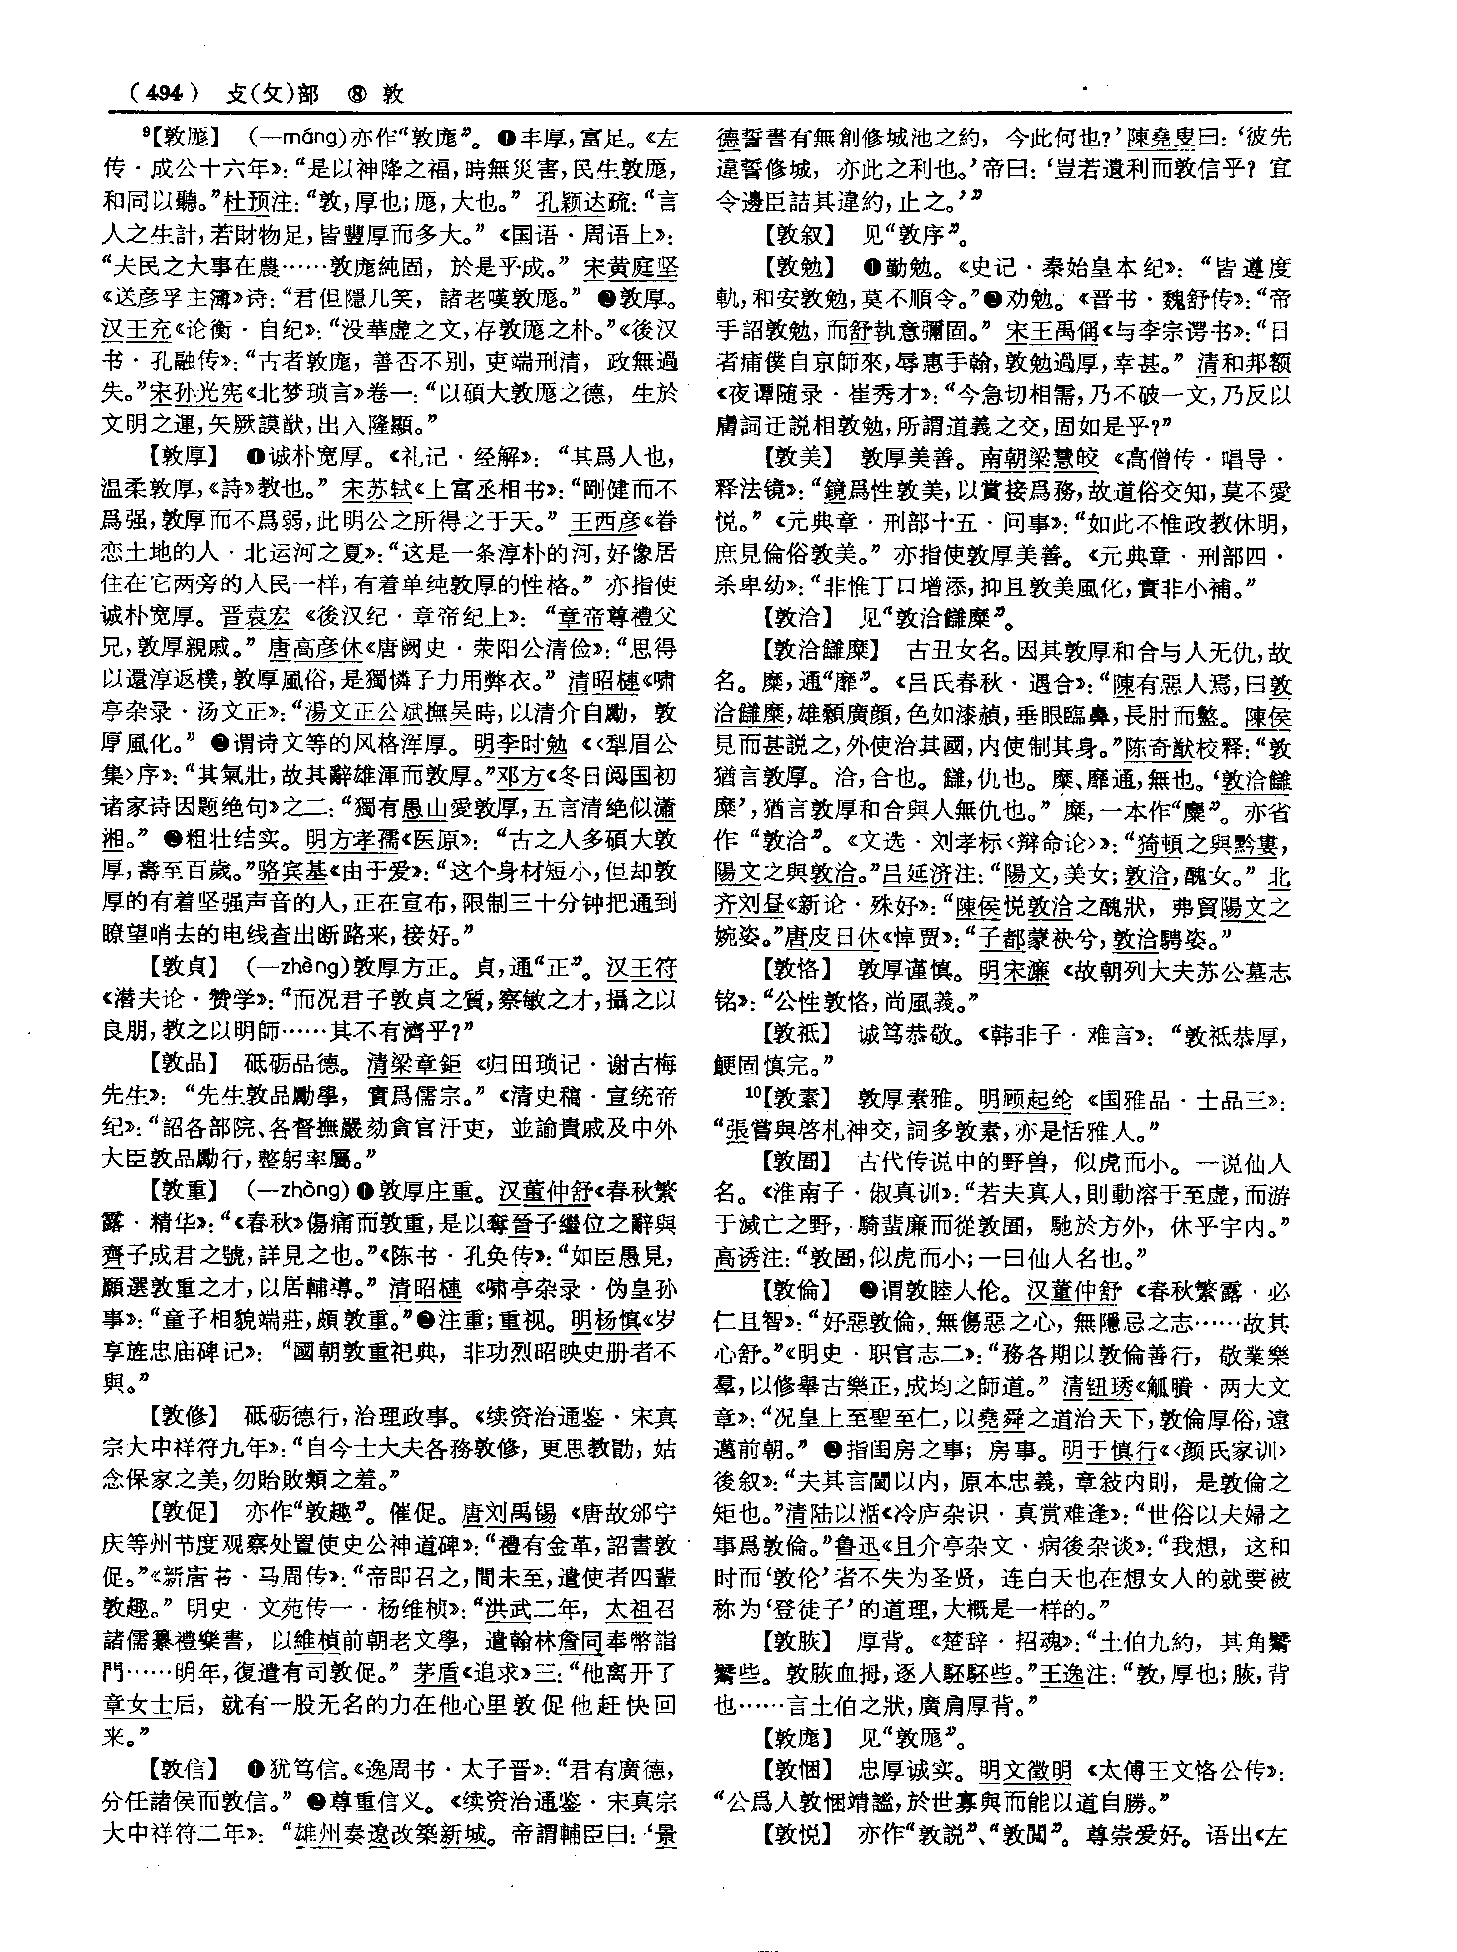 (494) 攴(攵)部 ⑧ 敦
⁹【敦厖】 (—máng)亦作“敦庞”。❶丰厚,富足。《左
传·成公十六年》:“是以神降之福,時無災害,民生敦厖,
和同以聽。”杜预注:“敦,厚也;厖,大也。” 孔颖达疏:“言
人之生計,若財物足,皆豐厚而多大。”《国语·周语上》:
“夫民之大事在農……敦庬純固, 於是乎成。” 宋黄庭坚
《送彦孚主簿》诗:“君但隱几笑, 諸老嘆敦厖。” ❷敦厚。
汉王充《论衡·自纪》:“没華虚之文,存敦厖之朴。”《後汉
书·孔融传》:“古者敦庬, 善否不别, 吏端刑清, 政無過
失。”宋孙光宪《北梦琐言》卷一:“以碩大敦厖之德, 生於
文明之運,矢厥謨猷,出入隆顯。”
【敦厚】 ❶诚朴宽厚。《礼记·经解》: “其爲人也,
温柔敦厚,《詩》教也。” 宋苏轼《上富丞相书》:“剛健而不
爲强,敦厚而不爲弱,此明公之所得之于天。” 王西彦《眷
恋土地的人·北运河之夏》:“这是一条淳朴的河,好像居
住在它两旁的人民一样,有着单纯敦厚的性格。” 亦指使
诚朴宽厚。晋袁宏 《後汉纪·章帝纪上》: “章帝尊禮父
兄,敦厚親戚。” 唐高彦休《唐阙史·荥阳公清俭》:“思得
以還淳返樸,敦厚風俗,是獨憐子力用弊衣。” 清昭梿《啸
亭杂录·汤文正》:“湯文正公斌撫吴時,以清介自勵, 敦
厚風化。” ❷谓诗文等的风格浑厚。明李时勉 《〈犁眉公
集〉序》:“其氣壯,故其辭雄渾而敦厚。”邓方《冬日阅国初
诸家诗因题绝句》之二:“獨有愚山愛敦厚,五言清絶似瀟
湘。” ❸粗壮结实。明方孝孺《医原》: “古之人多碩大敦
厚,壽至百歲。”骆宾基《由于爱》:“这个身材短小,但却敦
厚的有着坚强声音的人,正在宣布,限制三十分钟把通到
瞭望哨去的电线查出断路来,接好。”
【敦貞】 (—zhèng)敦厚方正。貞,通“正”。汉王符
《潜夫论·赞学》:“而况君子敦貞之質,察敏之才,攝之以
良朋,教之以明師……其不有濟乎?”
【敦品】 砥砺品德。清梁章鉅 《归田琐记·谢古梅
先生》: “先生敦品勵學, 實爲儒宗。”《清史稿·宣统帝
纪》:“詔各部院、各督撫嚴劾貪官汙吏, 並諭貴戚及中外
大臣敦品勵行,整躬率屬。”
【敦重】 (—zhòng)❶敦厚庄重。汉董仲舒《春秋繁
露·精华》:“《春秋》傷痛而敦重,是以奪晉子繼位之辭與
齊子成君之號,詳見之也。”《陈书·孔奂传》:“如臣愚見,
願選敦重之才,以居輔導。” 清昭梿 《啸亭杂录·伪皇孙
事》:“童子相貌端莊,頗敦重。”❷注重;重视。 明杨慎《岁
享旌忠庙碑记》: “國朝敦重祀典, 非功烈昭映史册者不
與。”
【敦修】 砥砺德行,治理政事。《续资治通鉴·宋真
宗大中祥符九年》:“自今士大夫各務敦修, 更思教勖, 姑
念保家之美,勿貽敗類之羞。”
【敦促】 亦作“敦趣”。催促。唐刘禹锡 《唐故邠宁
庆等州节度观察处置使史公神道碑》:“禮有金革,詔書敦
促。”《新唐书·马周传》:“帝即召之,間未至,遣使者四輩
敦趣。” 明史·文苑传一·杨维桢》:“洪武二年, 太祖召
諸儒纂禮樂書, 以維楨前朝老文學, 遣翰林詹同奉幣詣
門……明年,復遣有司敦促。” 茅盾《追求》三:“他离开了
章女士后, 就有一股无名的力在他心里敦促他赶快回
来。”
【敦信】 ❶犹笃信。《逸周书·太子晋》:“君有廣德,
分任諸侯而敦信。” ❷尊重信义。《续资治通鉴·宋真宗
大中祥符二年》: “雄州奏遼改築新城。帝謂輔臣曰:‘景
德誓書有無創修城池之約, 今此何也?’陳堯叟曰:‘彼先
違誓修城, 亦此之利也。’帝曰:‘豈若遺利而敦信乎?宜
令邊臣詰其違約,止之。’”
【敦叙】 见“敦序”。
【敦勉】 ❶勤勉。《史记·秦始皇本纪》: “皆遵度
軌,和安敦勉,莫不順令。”❷劝勉。《晋书·魏舒传》:“帝
手詔敦勉,而舒執意彌固。” 宋王禹偁《与李宗谔书》:“日
者痡僕自京師來,辱惠手翰,敦勉過厚,幸甚。” 清和邦额
《夜谭随录·崔秀才》:“今急切相需,乃不破一文,乃反以
膚詞迂説相敦勉,所謂道義之交,固如是乎?”
【敦美】 敦厚美善。南朝梁慧皎 《高僧传·唱导·
释法镜》:“鏡爲性敦美,以賞接爲務,故道俗交知,莫不愛
悦。”《元典章·刑部十五·问事》:“如此不惟政教休明,
庶見倫俗敦美。” 亦指使敦厚美善。《元典章·刑部四·
杀卑幼》:“非惟丁口增添,抑且敦美風化,實非小補。”
【敦洽】 见“敦洽讎糜”。
【敦洽讎糜】 古丑女名。因其敦厚和合与人无仇,故
名。糜,通“靡”。《吕氏春秋·遇合》:“陳有惡人焉,曰敦
洽讎糜,雄顙廣顔,色如漆赬,垂眼臨鼻,長肘而盭。陳侯
見而甚説之,外使治其國,内使制其身。”陈奇猷校释:“敦
猶言敦厚。洽,合也。讎,仇也。糜、靡通,無也。‘敦洽讎
糜’,猶言敦厚和合與人無仇也。” 糜,一本作“麋”。亦省
作 “敦洽”。《文选·刘孝标〈辩命论〉》:“猗頓之與黔婁,
陽文之與敦洽。”吕延济注:“陽文,美女;敦洽,醜女。” 北
齐刘昼《新论·殊好》:“陳侯悦敦洽之醜狀, 弗貿陽文之
婉姿。”唐皮日休《悼贾》:“子都蒙袂兮,敦洽騁姿。”
【敦恪】 敦厚谨慎。明宋濂 《故朝列大夫苏公墓志
铭》:“公性敦恪,尚風義。”
【敦祗】 诚笃恭敬。《韩非子·难言》: “敦祗恭厚,
鯁固慎完。”
¹⁰【敦素】 敦厚素雅。明顾起纶 《国雅品·士品三》:
“張嘗與啓札神交,詞多敦素,亦是恬雅人。”
【敦圄】 古代传说中的野兽, 似虎而小。一说仙人
名。《淮南子·俶真训》:“若夫真人,則動溶于至虚,而游
于滅亡之野,騎蜚廉而從敦圄, 馳於方外, 休乎宇内。”
高诱注:“敦圄,似虎而小;一曰仙人名也。”
【敦倫】 ❶谓敦睦人伦。汉董仲舒 《春秋繁露·必
仁且智》:“好惡敦倫,無傷惡之心,無隱忌之志……故其
心舒。”《明史·职官志二》:“務各期以敦倫善行, 敬業樂
羣,以修舉古樂正,成均之師道。” 清钮琇《觚賸·两大文
章》:“况皇上至聖至仁,以堯舜之道治天下,敦倫厚俗,遠
邁前朝。” ❷指闺房之事;房事。明于慎行《〈颜氏家训〉
後叙》:“夫其言閫以内,原本忠義,章敍内則, 是敦倫之
矩也。”清陆以湉《冷庐杂识·真赏难逢》:“世俗以夫婦之
事爲敦倫。”鲁迅《且介亭杂文·病後杂谈》:“我想, 这和
时而‘敦伦’者不失为圣贤, 连白天也在想女人的就要被
称为‘登徒子’的道理,大概是一样的。”
【敦脄】 厚背。《楚辞·招魂》:“土伯九約, 其角觺
觺些。敦脄血拇,逐人駓駓些。”王逸注:“敦,厚也;脄,背
也……言土伯之狀,廣肩厚背。”
【敦庬】 见“敦厖”。
【敦悃】 忠厚诚实。明文徵明 《太傅王文恪公传》:
“公爲人敦悃靖謐,於世寡與而能以道自勝。”
【敦悦】 亦作“敦説”、“敦閲”。尊崇爱好。语出《左